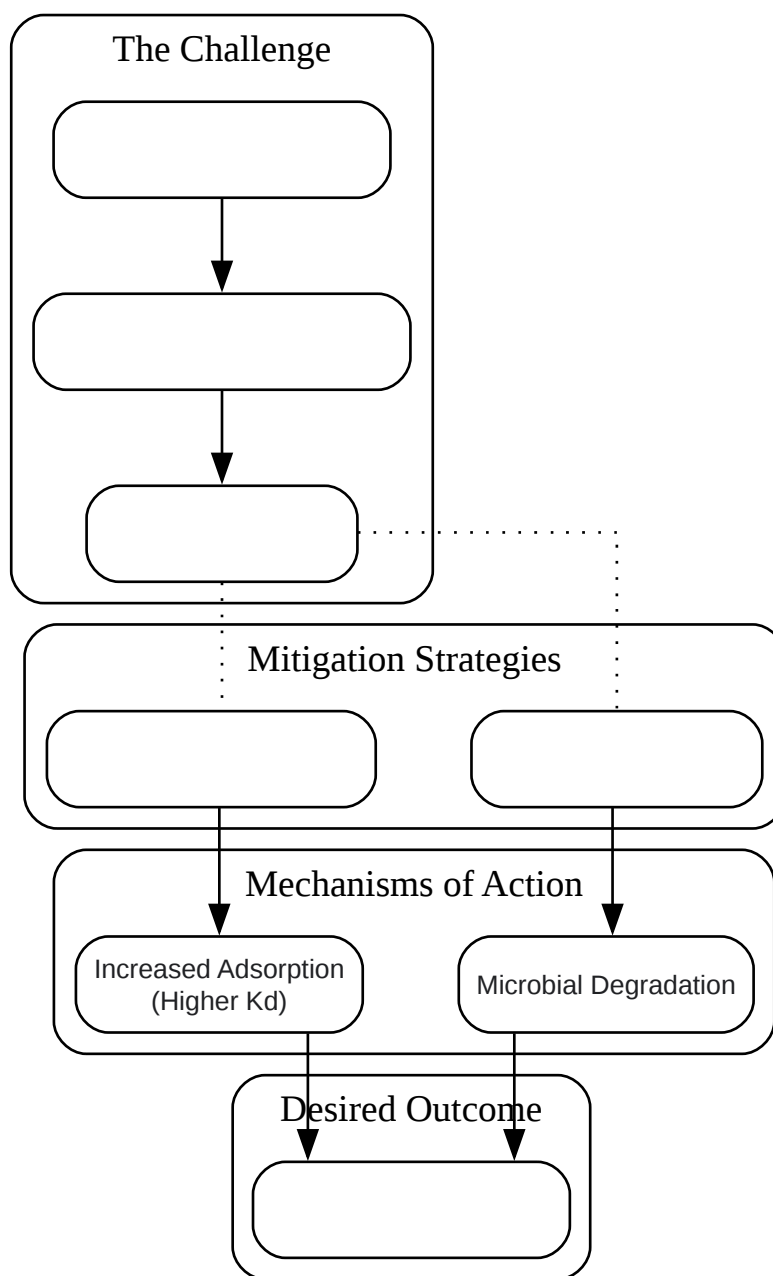 The Challenge
Mitigation Strategies
Mechanisms of Action
Increased Adsorption
(Higher Kd)
Microbial Degradation
Desired Outcome